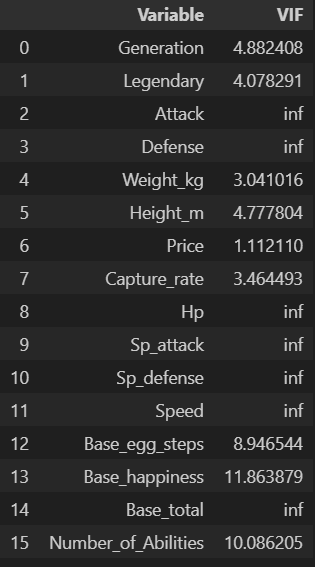 Variable VIF
0 Generation 4.882408
1 Legendary 4.078291
2 Attack inf
3 Defense inf
4 Weight_kg 3.041016
5 Height_m 4.777804
6 Price 1.112110
7 Capture_rate 3.464493
8 Hp inf
9 Sp_attack inf
10 Sp_defense inf
11 Speed inf
12 Base_egg_steps 8.946544
13 Base_happiness 11.863879
14 Base_total inf
15 Number_of_Abilities 10.086205